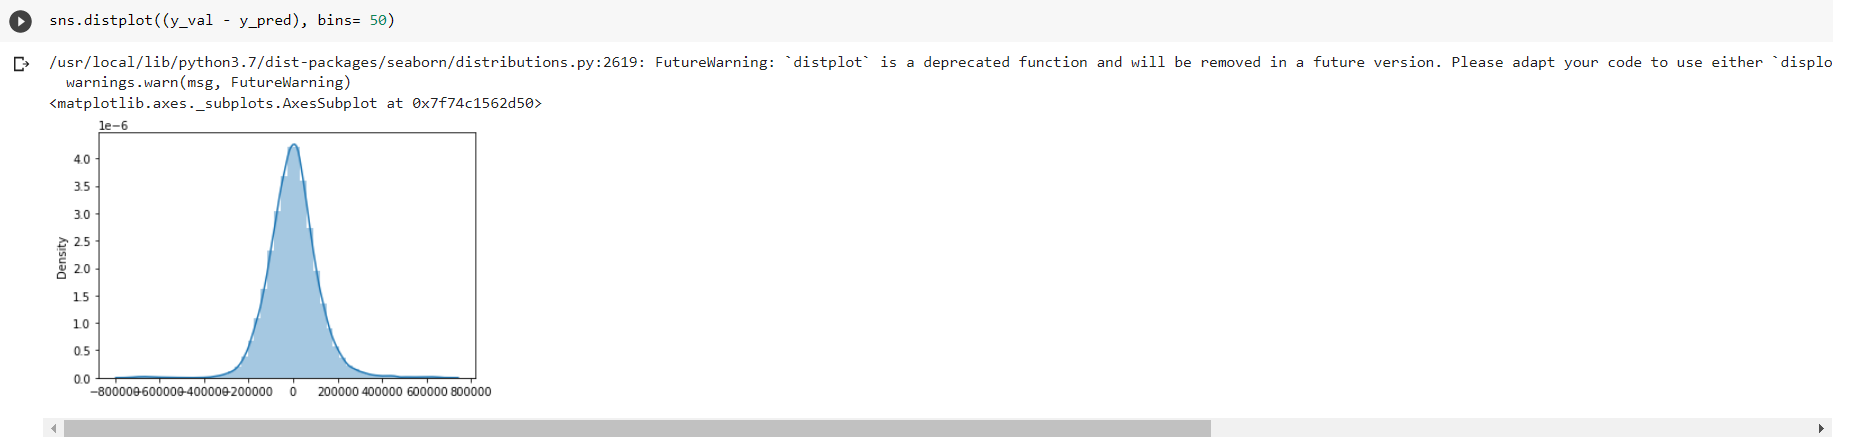 sns.distplot((y_val - y_pred), bins= 50)
/usr/local/lib/python3.7/dist-packages/seaborn/distributions.py:2619: FutureWarning: `distplot` is a deprecated function and will be removed in a future version. Please adapt your code to use either `displo
warnings.warn(msg, FutureWarning)
<matplotlib.axes._subplots.AxesSubplot at 0x7f74c1562d50>
1e−6
4.0
3.5
3.0
2.5
2.0
1.5
1.0
0.5
0.0
Density
−800000 −600000 −400000 −200000 0 200000 400000 600000 800000